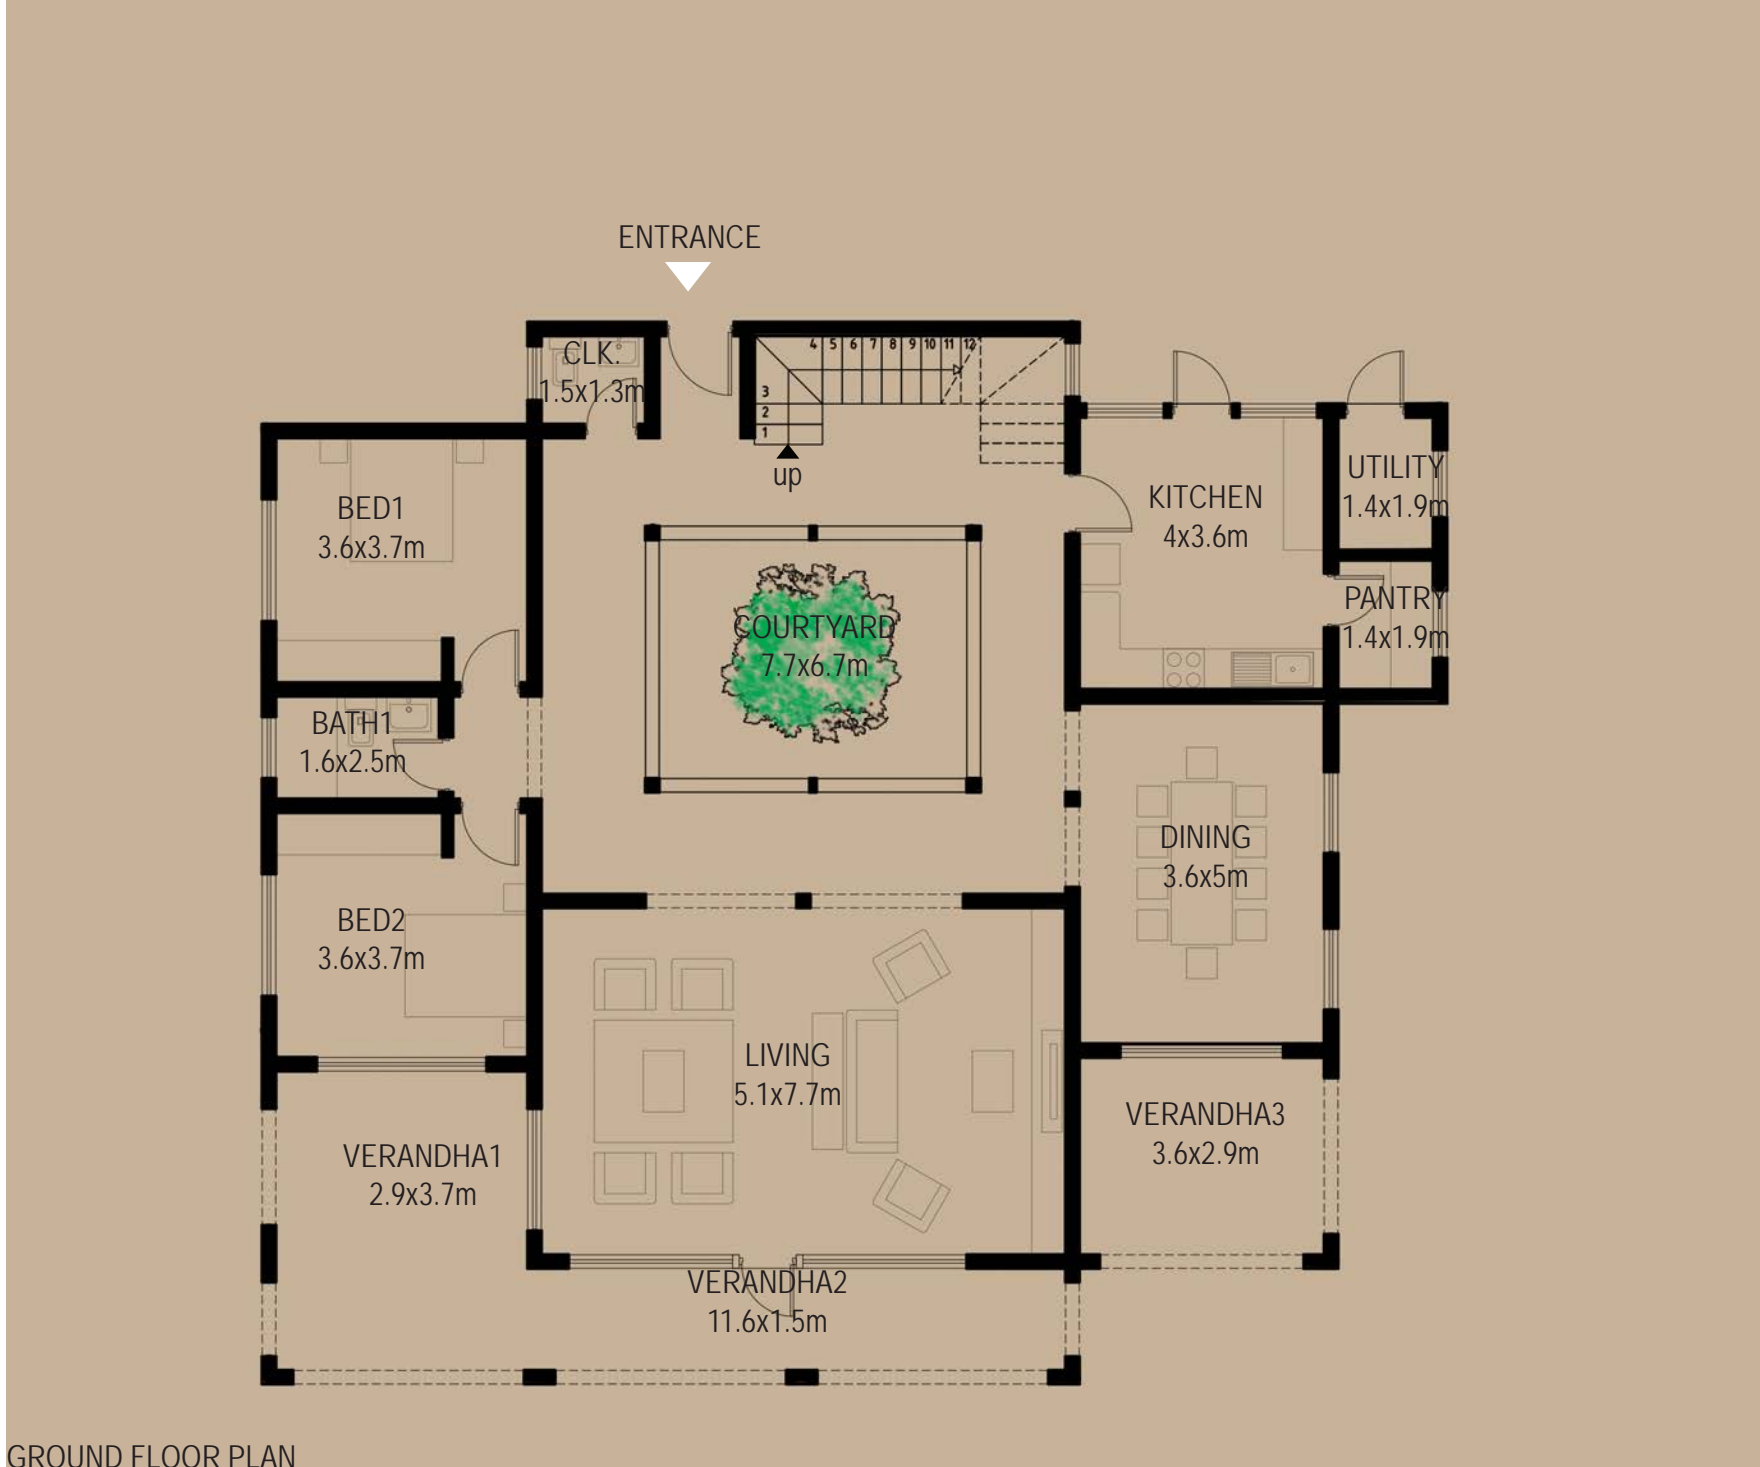 ENTRANCE
CLK.
1.5x1.3m
4 5 6 7 8 9 10 11 12
3
2
1
up
BED1
3.6x3.7m
KITCHEN
4x3.6m
UTILITY
1.4x1.9m
PANTRY
1.4x1.9m
COURTYARD
7.7x6.7m
BATH1
1.6x2.5m
DINING
3.6x5m
BED2
3.6x3.7m
LIVING
5.1x7.7m
VERANDHA3
3.6x2.9m
VERANDHA1
2.9x3.7m
VERANDHA2
11.6x1.5m
GROUND FLOOR PLAN